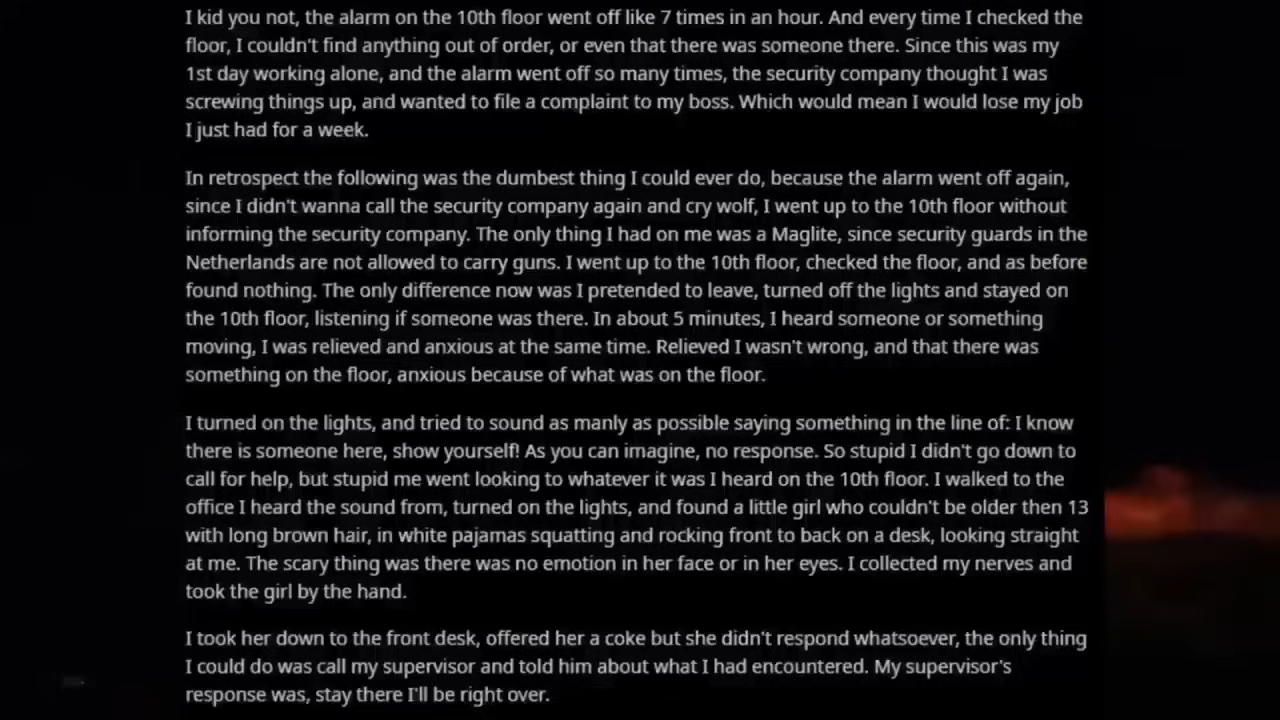 I kid you not, the alarm on the 10th floor went off like 7 times in an hour. And every time I checked the
floor, I couldn't find anything out of order, or even that there was someone there. Since this was my
1st day working alone, and the alarm went off so many times, the security company thought I was
screwing things up, and wanted to file a complaint to my boss. Which would mean I would lose my job
I just had for a week.
In retrospect the following was the dumbest thing I could ever do, because the alarm went off again,
since I didn't wanna call the security company again and cry wolf, I went up to the 10th floor without
informing the security company. The only thing I had on me was a Maglite, since security guards in the
Netherlands are not allowed to carry guns. I went up to the 10th floor, checked the floor, and as before
found nothing. The only difference now was I pretended to leave, turned off the lights and stayed on
the 10th floor, listening if someone was there. In about 5 minutes, I heard someone or something
moving, I was relieved and anxious at the same time. Relieved I wasn't wrong, and that there was
something on the floor, anxious because of what was on the floor.
I turned on the lights, and tried to sound as manly as possible saying something in the line of: I know
there is someone here, show yourself! As you can imagine, no response. So stupid I didn't go down to
call for help, but stupid me went looking to whatever it was I heard on the 10th floor. I walked to the
office I heard the sound from, turned on the lights, and found a little girl who couldn't be older then 13
with long brown hair, in white pajamas squatting and rocking front to back on a desk, looking straight
at me. The scary thing was there was no emotion in her face or in her eyes. I collected my nerves and
took the girl by the hand.
I took her down to the front desk, offered her a coke but she didn't respond whatsoever, the only thing
I could do was call my supervisor and told him about what I had encountered. My supervisor's
response was, stay there I'll be right over.